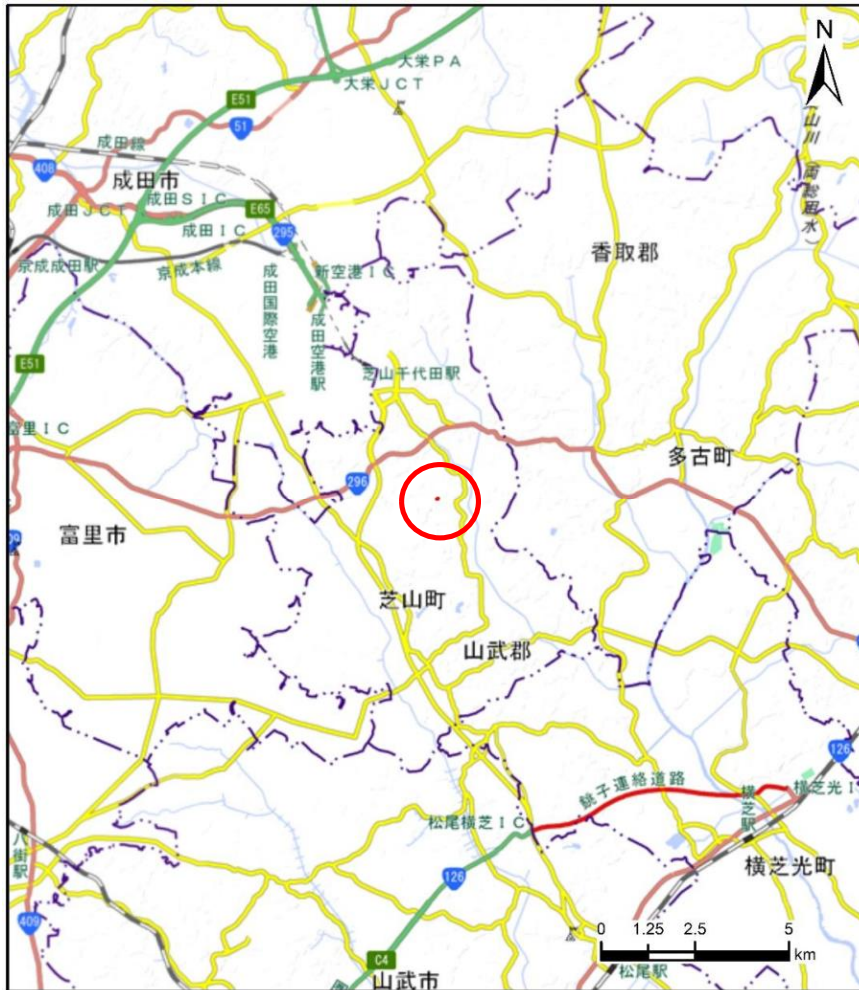 大栄PA
大栄JCT
N
E51
51
成田線
408
成田市
成田SIC
E65
成田JCT
成田IC
295
京成成田駅
京成本線
新空港IC
成田国際空港
成田空港駅
香取郡
E51
芝山千代田駅
富里IC
296
多古町
富里市
芝山町
山武郡
126
銚子連絡道路
横芝光I
横芝駅
松尾横芝IC
八街駅
126
横芝光町
409
0 1.25 2.5 5
km
C4
山武市
松尾駅